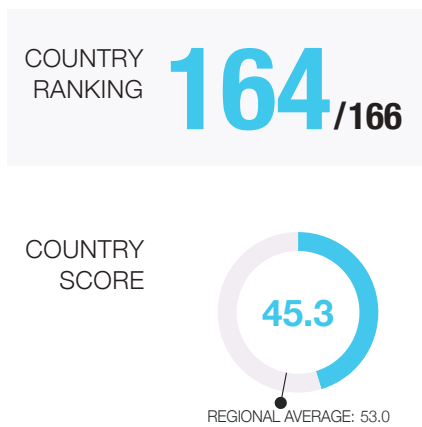 COUNTRY
RANKING
164/166
COUNTRY
SCORE
45.3
REGIONAL AVERAGE: 53.0